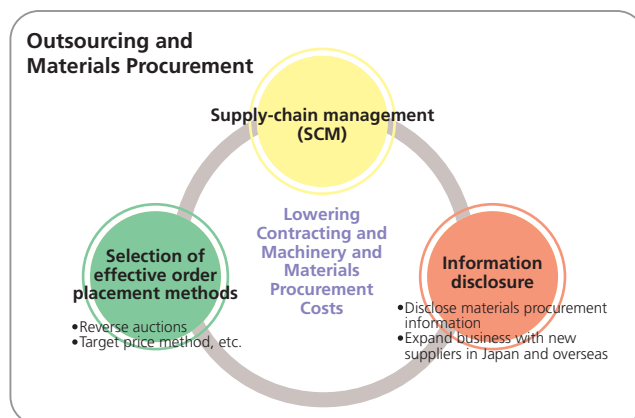 Outsourcing and
Materials Procurement
Supply-chain management
(SCM)
Lowering
Contracting and
Machinery and
Materials
Procurement
Costs
Selection of
effective order
placement methods
•Reverse auctions
•Target price method, etc.
Information
disclosure
•Disclose materials procurement
information
•Expand business with new
suppliers in Japan and overseas